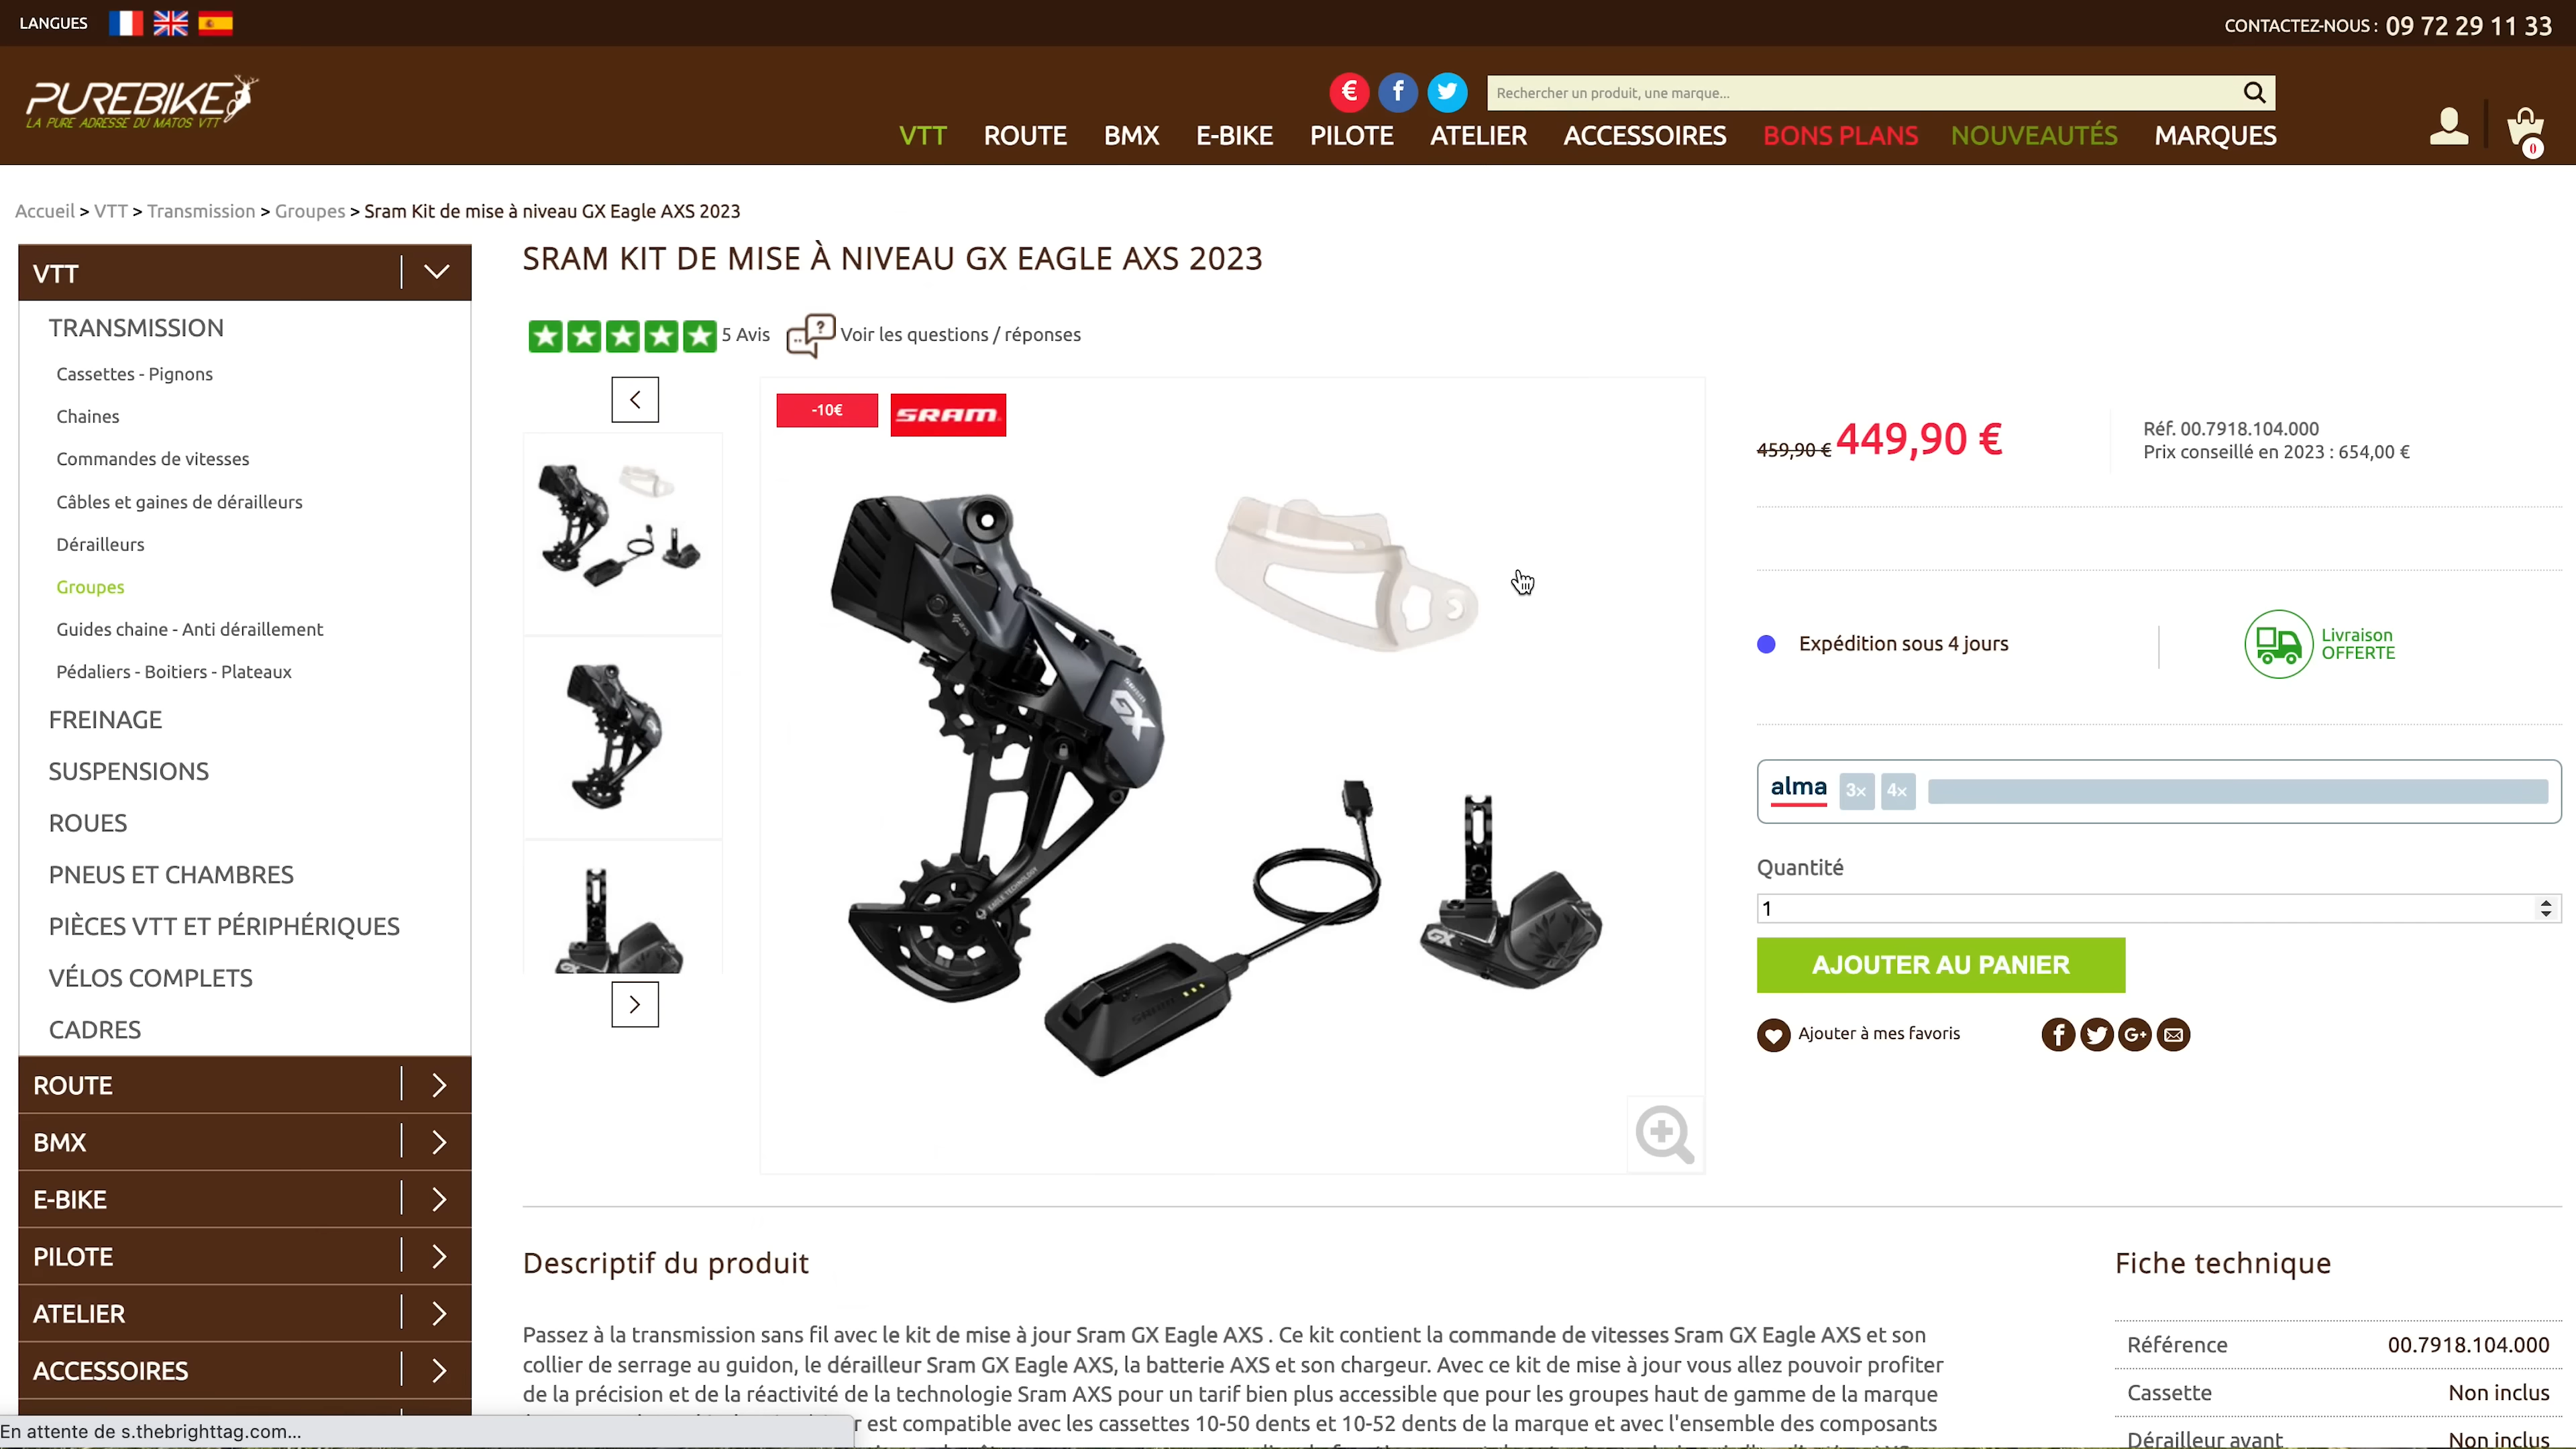 LANGUES
CONTACTEZ-NOUS : 09 72 29 11 33
PUREBIKE
LA PURE ADRESSE DU MATOS VTT
€
Rechercher un produit, une marque...
VTT ROUTE BMX E-BIKE PILOTE ATELIER ACCESSOIRES BONS PLANS NOUVEAUTÉS MARQUES
0
Accueil > VTT > Transmission > Groupes > Sram Kit de mise à niveau GX Eagle AXS 2023
VTT
TRANSMISSION
Cassettes - Pignons
Chaines
Commandes de vitesses
Câbles et gaines de dérailleurs
Dérailleurs
Groupes
Guides chaine - Anti déraillement
Pédaliers - Boitiers - Plateaux
FREINAGE
SUSPENSIONS
ROUES
PNEUS ET CHAMBRES
PIÈCES VTT ET PÉRIPHÉRIQUES
VÉLOS COMPLETS
CADRES
ROUTE
BMX
E-BIKE
PILOTE
ATELIER
ACCESSOIRES
SRAM KIT DE MISE À NIVEAU GX EAGLE AXS 2023
5 Avis
Voir les questions / réponses
-10€
SRAM
SRAM
GX
EAGLE TECHNOLOGY
SRAM
GX
459,90 € 449,90 €
Réf. 00.7918.104.000
Prix conseillé en 2023 : 654,00 €
Expédition sous 4 jours
Livraison
OFFERTE
alma 3x 4x
Quantité
1
AJOUTER AU PANIER
Ajouter à mes favoris
Descriptif du produit
Passez à la transmission sans fil avec le kit de mise à jour Sram GX Eagle AXS . Ce kit contient la commande de vitesses Sram GX Eagle AXS et son
collier de serrage au guidon, le dérailleur Sram GX Eagle AXS, la batterie AXS et son chargeur. Avec ce kit de mise à jour vous allez pouvoir profiter
de la précision et de la réactivité de la technologie Sram AXS pour un tarif bien plus accessible que pour les groupes haut de gamme de la marque
r est compatible avec les cassettes 10-50 dents et 10-52 dents de la marque et avec l'ensemble des composants
Fiche technique
Référence 00.7918.104.000
Cassette Non inclus
Dérailleur avant Non inclus
En attente de s.thebrighttag.com...